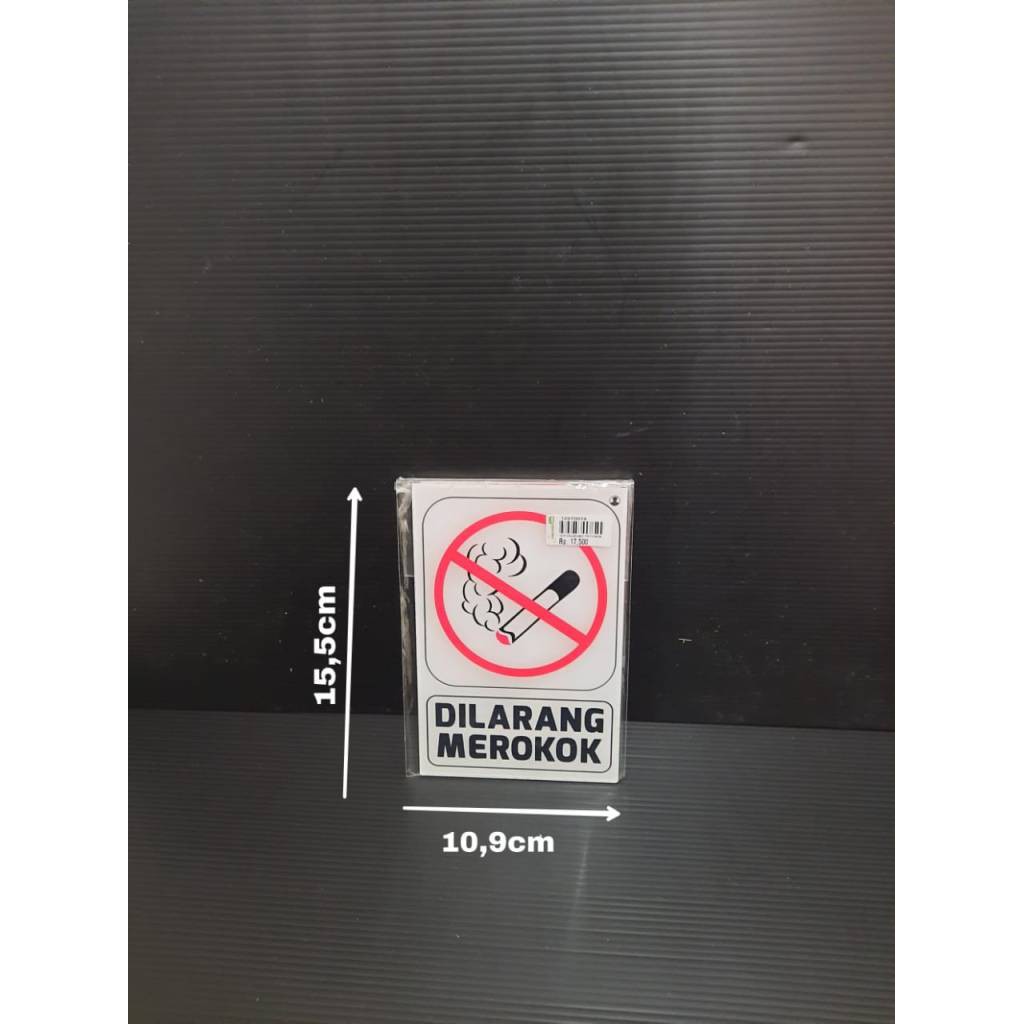 Rp. 17,500
15,5cm
DILARANG
MEROKOK
10,9cm